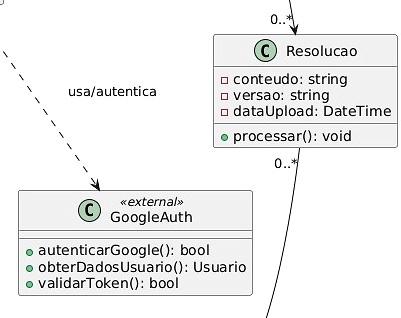 0..*
C Resolucao
conteudo: string
versao: string
dataUpload: DateTime
processar(): void
0..*
usa/autentica
«external»
C GoogleAuth
autenticarGoogle(): bool
obterDadosUsuario(): Usuario
validarToken(): bool